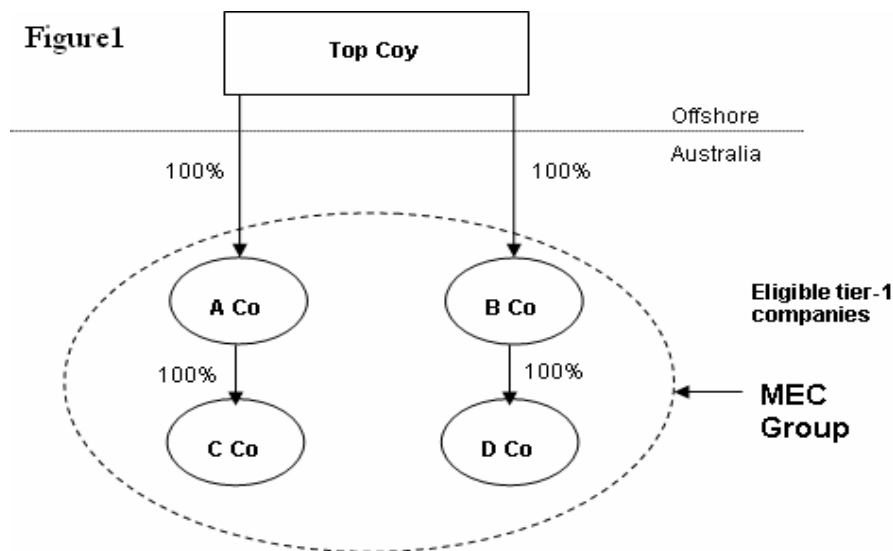 Figure1
Top Coy
Offshore
Australia
100%
100%
A Co
B Co
Eligible tier-1
companies
100%
100%
MEC
Group
C Co
D Co